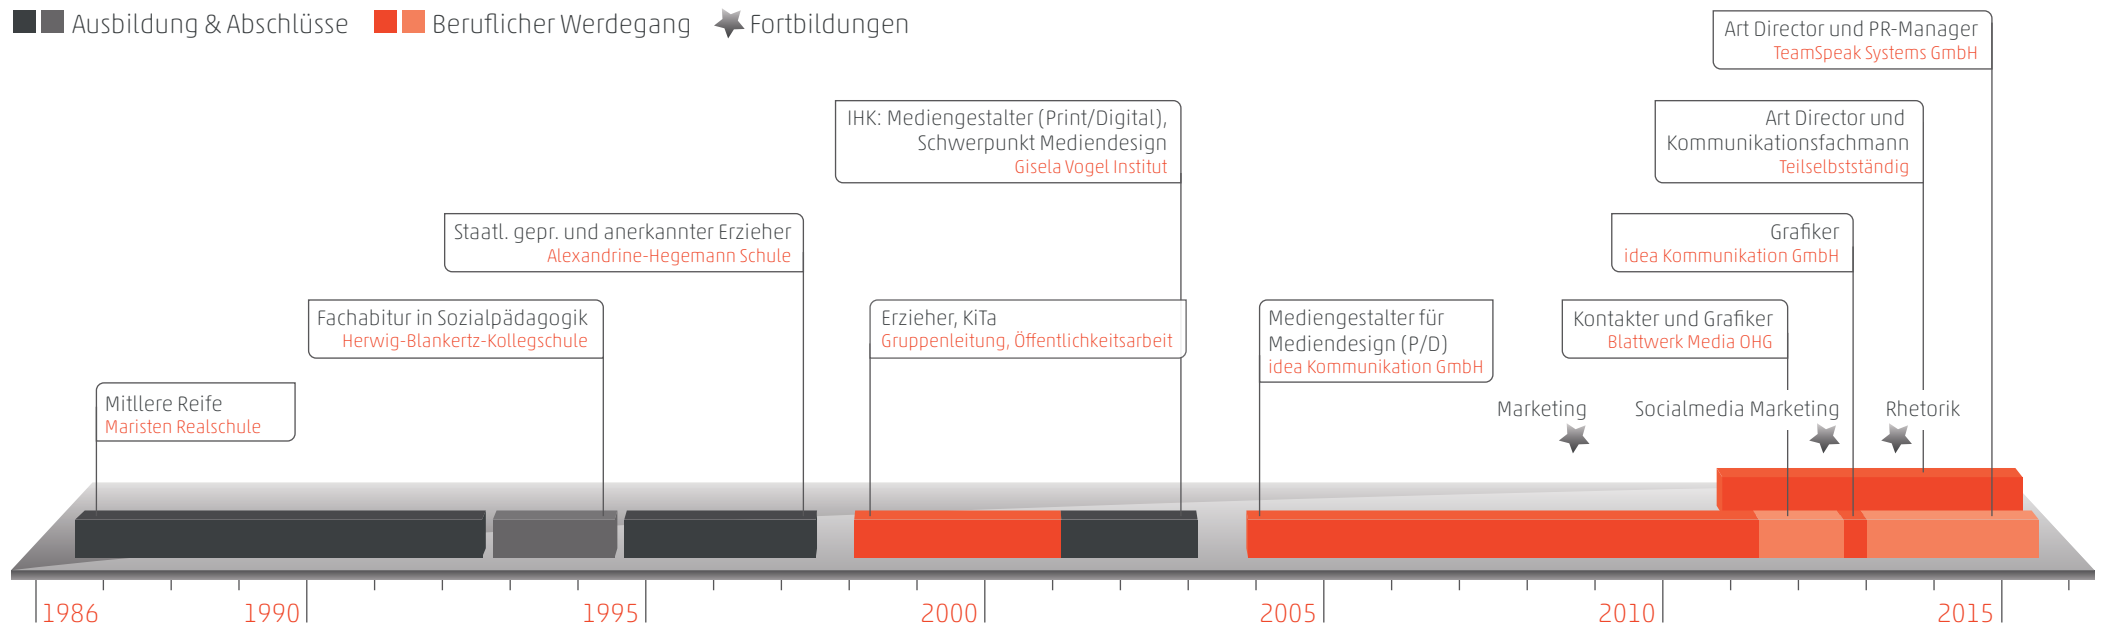 Ausbildung & Abschlüsse
Beruflicher Werdegang
Fortbildungen
Art Director und PR-Manager
TeamSpeak Systems GmbH
IHK: Mediengestalter (Print/Digital),
Schwerpunkt Mediendesign
Gisela Vogel Institut
Art Director und
Kommunikationsfachmann
Teilselbstständig
Staatl. gepr. und anerkannter Erzieher
Alexandrine-Hegemann Schule
Grafiker
idea Kommunikation GmbH
Fachabitur in Sozialpädagogik
Herwig-Blankertz-Kollegschule
Erzieher, KiTa
Gruppenleitung, Öffentlichkeitsarbeit
Mediengestalter für
Mediendesign (P/D)
idea Kommunikation GmbH
Kontakter und Grafiker
Blattwerk Media OHG
Mitllere Reife
Maristen Realschule
Marketing
Socialmedia Marketing
Rhetorik
1986
1990
1995
2000
2005
2010
2015